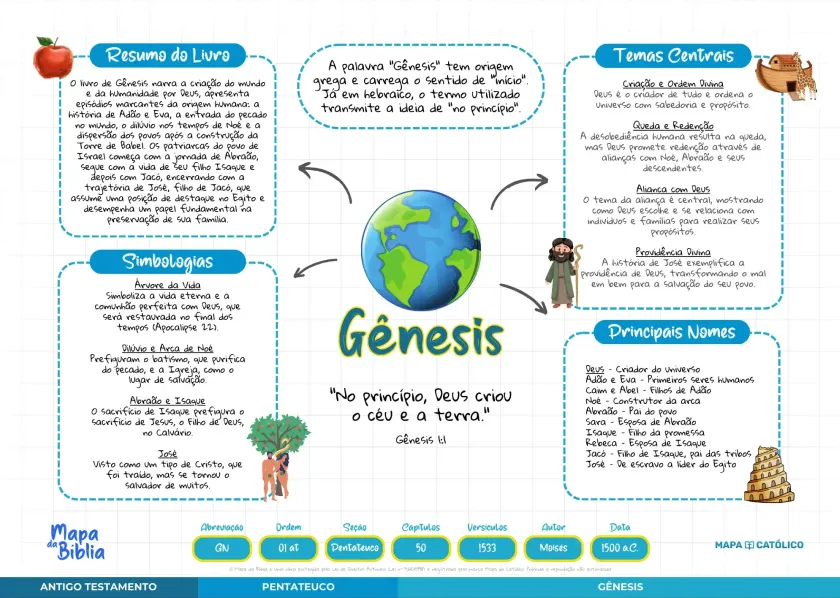 Resumo do Livro
O livro de Gênesis narra a criação do mundo
e da humanidade por Deus, apresenta
episódios marcantes da origem humana: a
história de Adão e Eva, a entrada do pecado
no mundo, o dilúvio nos tempos de Noé e a
dispersão dos povos após a construção da
Torre de Babel. Os patriarcas do povo de
Israel começa com a jornada de Abraão,
segue com a vida de seu filho Isaque e
depois com Jacó, encerrando com a
trajetória de José, filho de Jacó, que
assume uma posição de destaque no Egito e
desempenha um papel fundamental na
preservação de sua família.
A palavra "Gênesis" tem origem
grega e carrega o sentido de "início".
Já em hebraico, o termo utilizado
transmite a ideia de "no princípio".
Temas Centrais
Criação e Ordem Divina
Deus é o criador de tudo e ordena o
universo com sabedoria e propósito.
Queda e Redenção
A desobediência humana resulta na queda,
mas Deus promete redenção através de
alianças com Noé, Abraão e seus
descendentes.
Aliança com Deus
O tema da aliança é central, mostrando
como Deus escolhe e se relaciona com
indivíduos e famílias para realizar seus
propósitos.
Providência Divina
A história de José exemplifica a
providência de Deus, transformando o mal
em bem para a salvação do seu povo.
Simbologias
Árvore da Vida
Simboliza a vida eterna e a
comunhão perfeita com Deus, que
será restaurada no final dos
tempos (Apocalipse 22).
Dilúvio e Arca de Noé
Prefiguram o batismo, que purifica
do pecado, e a Igreja, como o
lugar de salvação.
Abraão e Isaque
O sacrifício de Isaque prefigura o
sacrifício de Jesus, o Filho de Deus,
no Calvário.
José
Visto como um tipo de Cristo, que
foi traído, mas se tornou o
salvador de muitos.
Gênesis
"No princípio, Deus criou
o céu e a terra."
Gênesis 1:1
Principais Nomes
Deus - Criador do universo
Adão e Eva - Primeiros seres humanos
Caim e Abel - Filhos de Adão
Noé - Construtor da arca
Abraão - Pai do povo
Sara - Esposa de Abraão
Isaque - Filho da promessa
Rebeca - Esposa de Isaque
Jacó - Filho de Isaque, pai das tribos
José - De escravo a líder do Egito
Mapa
da
Bíblia
Abreviação Ordem Seção Capítulos Versículos Autor Data
GN 01 at Pentateuco 50 1533 Moisés 1500 a.C.
MAPA CATÓLICO
ANTIGO TESTAMENTO PENTATEUCO GÊNESIS